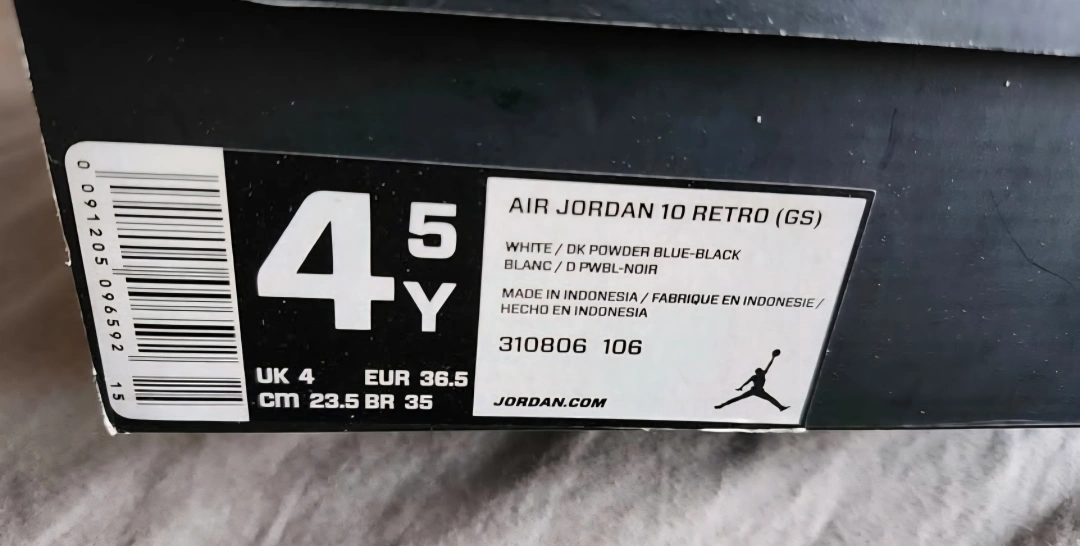 0 091205 096592 15
4 5
Y
UK 4 EUR 36.5
cm 23.5 BR 35
AIR JORDAN 10 RETRO (GS)
WHITE / DK POWDER BLUE-BLACK
BLANC / D PWBL-NOIR
MADE IN INDONESIA / FABRIQUE EN INDONESIE /
HECHO EN INDONESIA
310806 106
JORDAN.COM